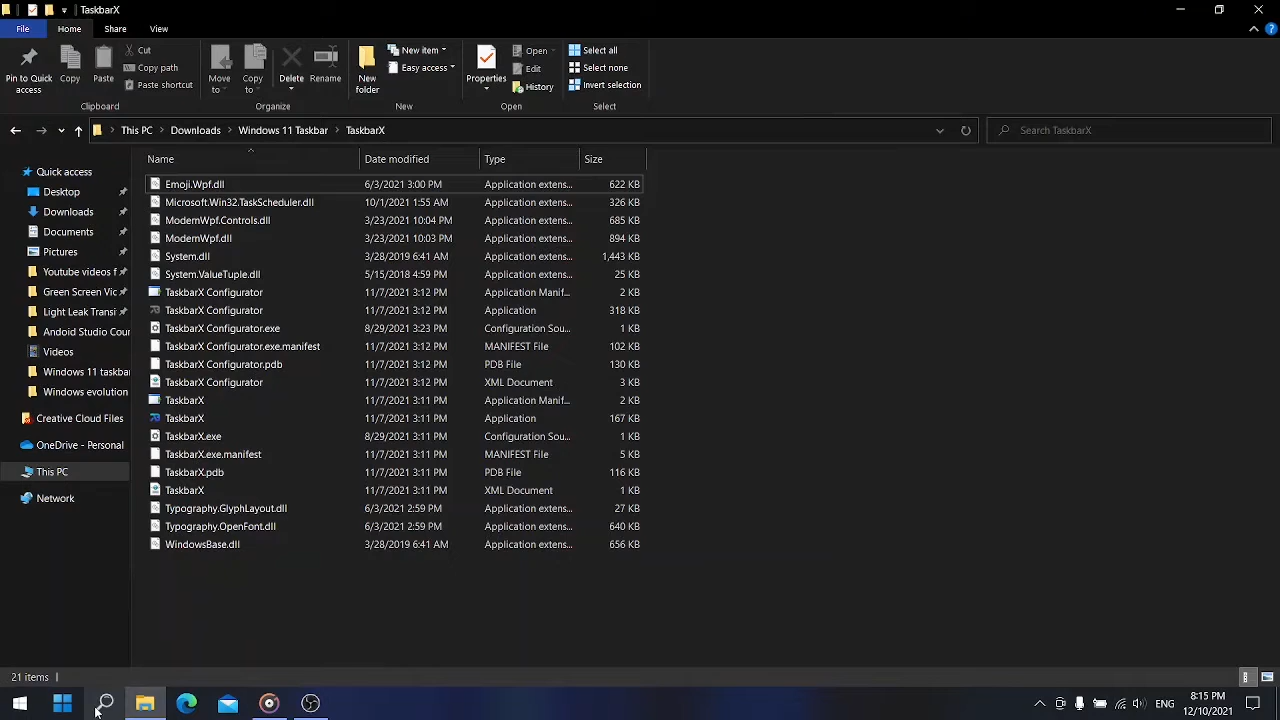 TaskbarX
File Home Share View
Pin to Quick access
Copy
Paste
Cut
Copy path
Paste shortcut
Move to
Copy to
Delete
Rename
New folder
New item
Easy access
Properties
Open
Edit
History
Select all
Select none
Invert selection
Clipboard Organize New Open Select
This PC > Downloads > Windows 11 Taskbar > TaskbarX
Search TaskbarX
Quick access
Desktop
Downloads
Documents
Pictures
Youtube videos f
Green Screen Vic
Light Leak Transi
Andoid Studio Cour
Videos
Windows 11 taskbar
Windows evolution
Creative Cloud Files
OneDrive - Personal
This PC
Network
Name Date modified Type Size
Emoji.Wpf.dll 6/3/2021 3:00 PM Application extens... 622 KB
Microsoft.Win32.TaskScheduler.dll 10/1/2021 1:55 AM Application extens... 326 KB
ModernWpf.Controls.dll 3/23/2021 10:04 PM Application extens... 685 KB
ModernWpf.dll 3/23/2021 10:03 PM Application extens... 894 KB
System.dll 3/28/2019 6:41 AM Application extens... 1,443 KB
System.ValueTuple.dll 5/15/2018 4:59 PM Application extens... 25 KB
TaskbarX Configurator 11/7/2021 3:12 PM Application Manif... 2 KB
TaskbarX Configurator 11/7/2021 3:12 PM Application 318 KB
TaskbarX Configurator.exe 8/29/2021 3:23 PM Configuration Sou... 1 KB
TaskbarX Configurator.exe.manifest 11/7/2021 3:12 PM MANIFEST File 102 KB
TaskbarX Configurator.pdb 11/7/2021 3:12 PM PDB File 130 KB
TaskbarX Configurator 11/7/2021 3:12 PM XML Document 3 KB
TaskbarX 11/7/2021 3:11 PM Application Manif... 2 KB
TaskbarX 11/7/2021 3:11 PM Application 167 KB
TaskbarX.exe 8/29/2021 3:11 PM Configuration Sou... 1 KB
TaskbarX.exe.manifest 11/7/2021 3:11 PM MANIFEST File 5 KB
TaskbarX.pdb 11/7/2021 3:11 PM PDB File 116 KB
TaskbarX 11/7/2021 3:11 PM XML Document 1 KB
Typography.GlyphLayout.dll 6/3/2021 2:59 PM Application extens... 27 KB
Typography.OpenFont.dll 6/3/2021 2:59 PM Application extens... 640 KB
WindowsBase.dll 3/28/2019 6:41 AM Application extens... 656 KB
21 items
ENG
8:15 PM
12/10/2021